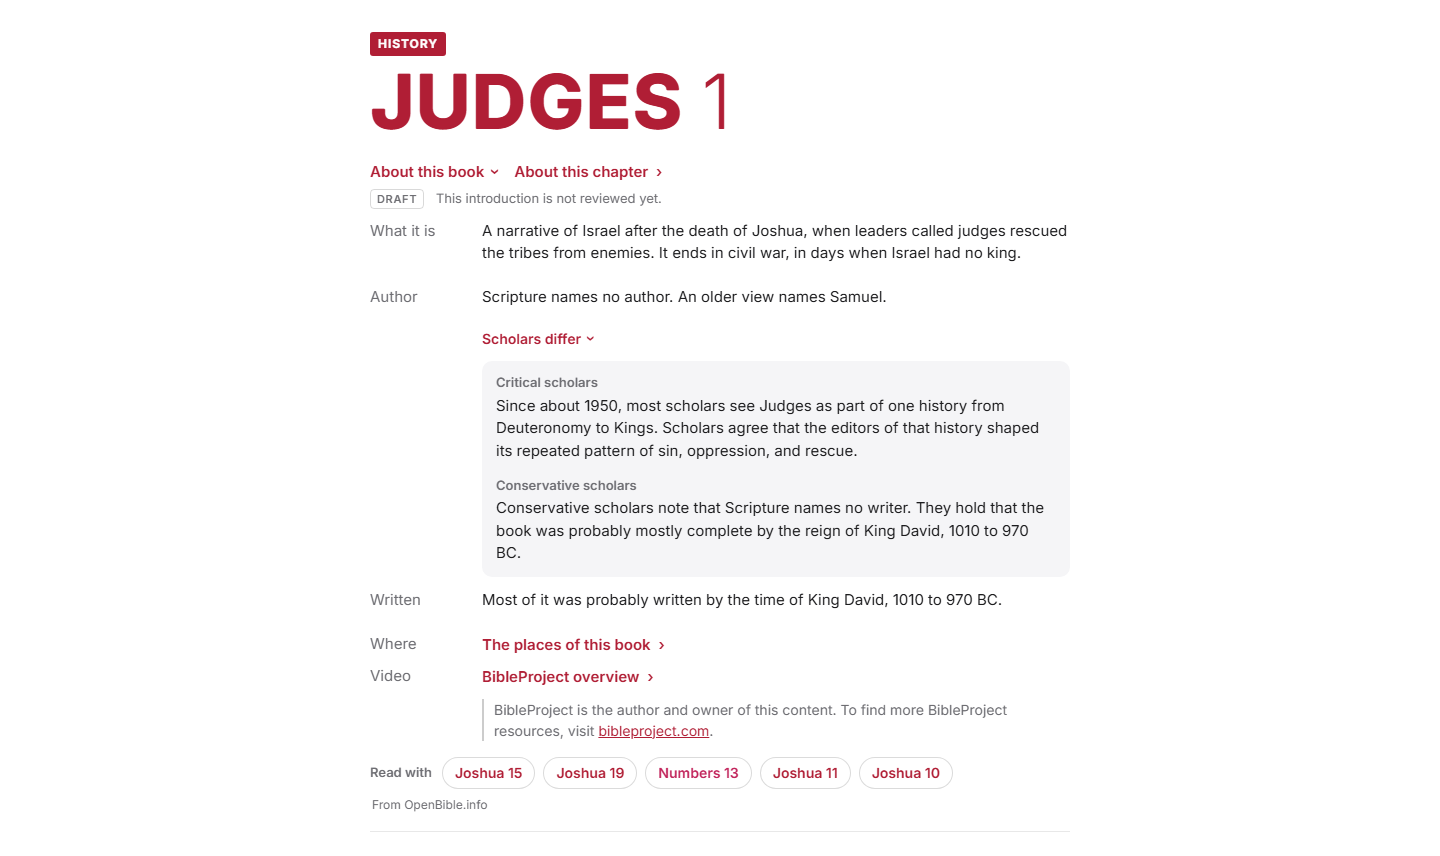 HISTORY
JUDGES 1
About this book About this chapter ›
DRAFT This introduction is not reviewed yet.
What it is A narrative of Israel after the death of Joshua, when leaders called judges rescued
the tribes from enemies. It ends in civil war, in days when Israel had no king.
Author Scripture names no author. An older view names Samuel.
Scholars differ
Critical scholars
Since about 1950, most scholars see Judges as part of one history from
Deuteronomy to Kings. Scholars agree that the editors of that history shaped
its repeated pattern of sin, oppression, and rescue.
Conservative scholars
Conservative scholars note that Scripture names no writer. They hold that the
book was probably mostly complete by the reign of King David, 1010 to 970
BC.
Written Most of it was probably written by the time of King David, 1010 to 970 BC.
Where The places of this book ›
Video BibleProject overview ›
BibleProject is the author and owner of this content. To find more BibleProject
resources, visit bibleproject.com.
Read with Joshua 15 Joshua 19 Numbers 13 Joshua 11 Joshua 10
From OpenBible.info